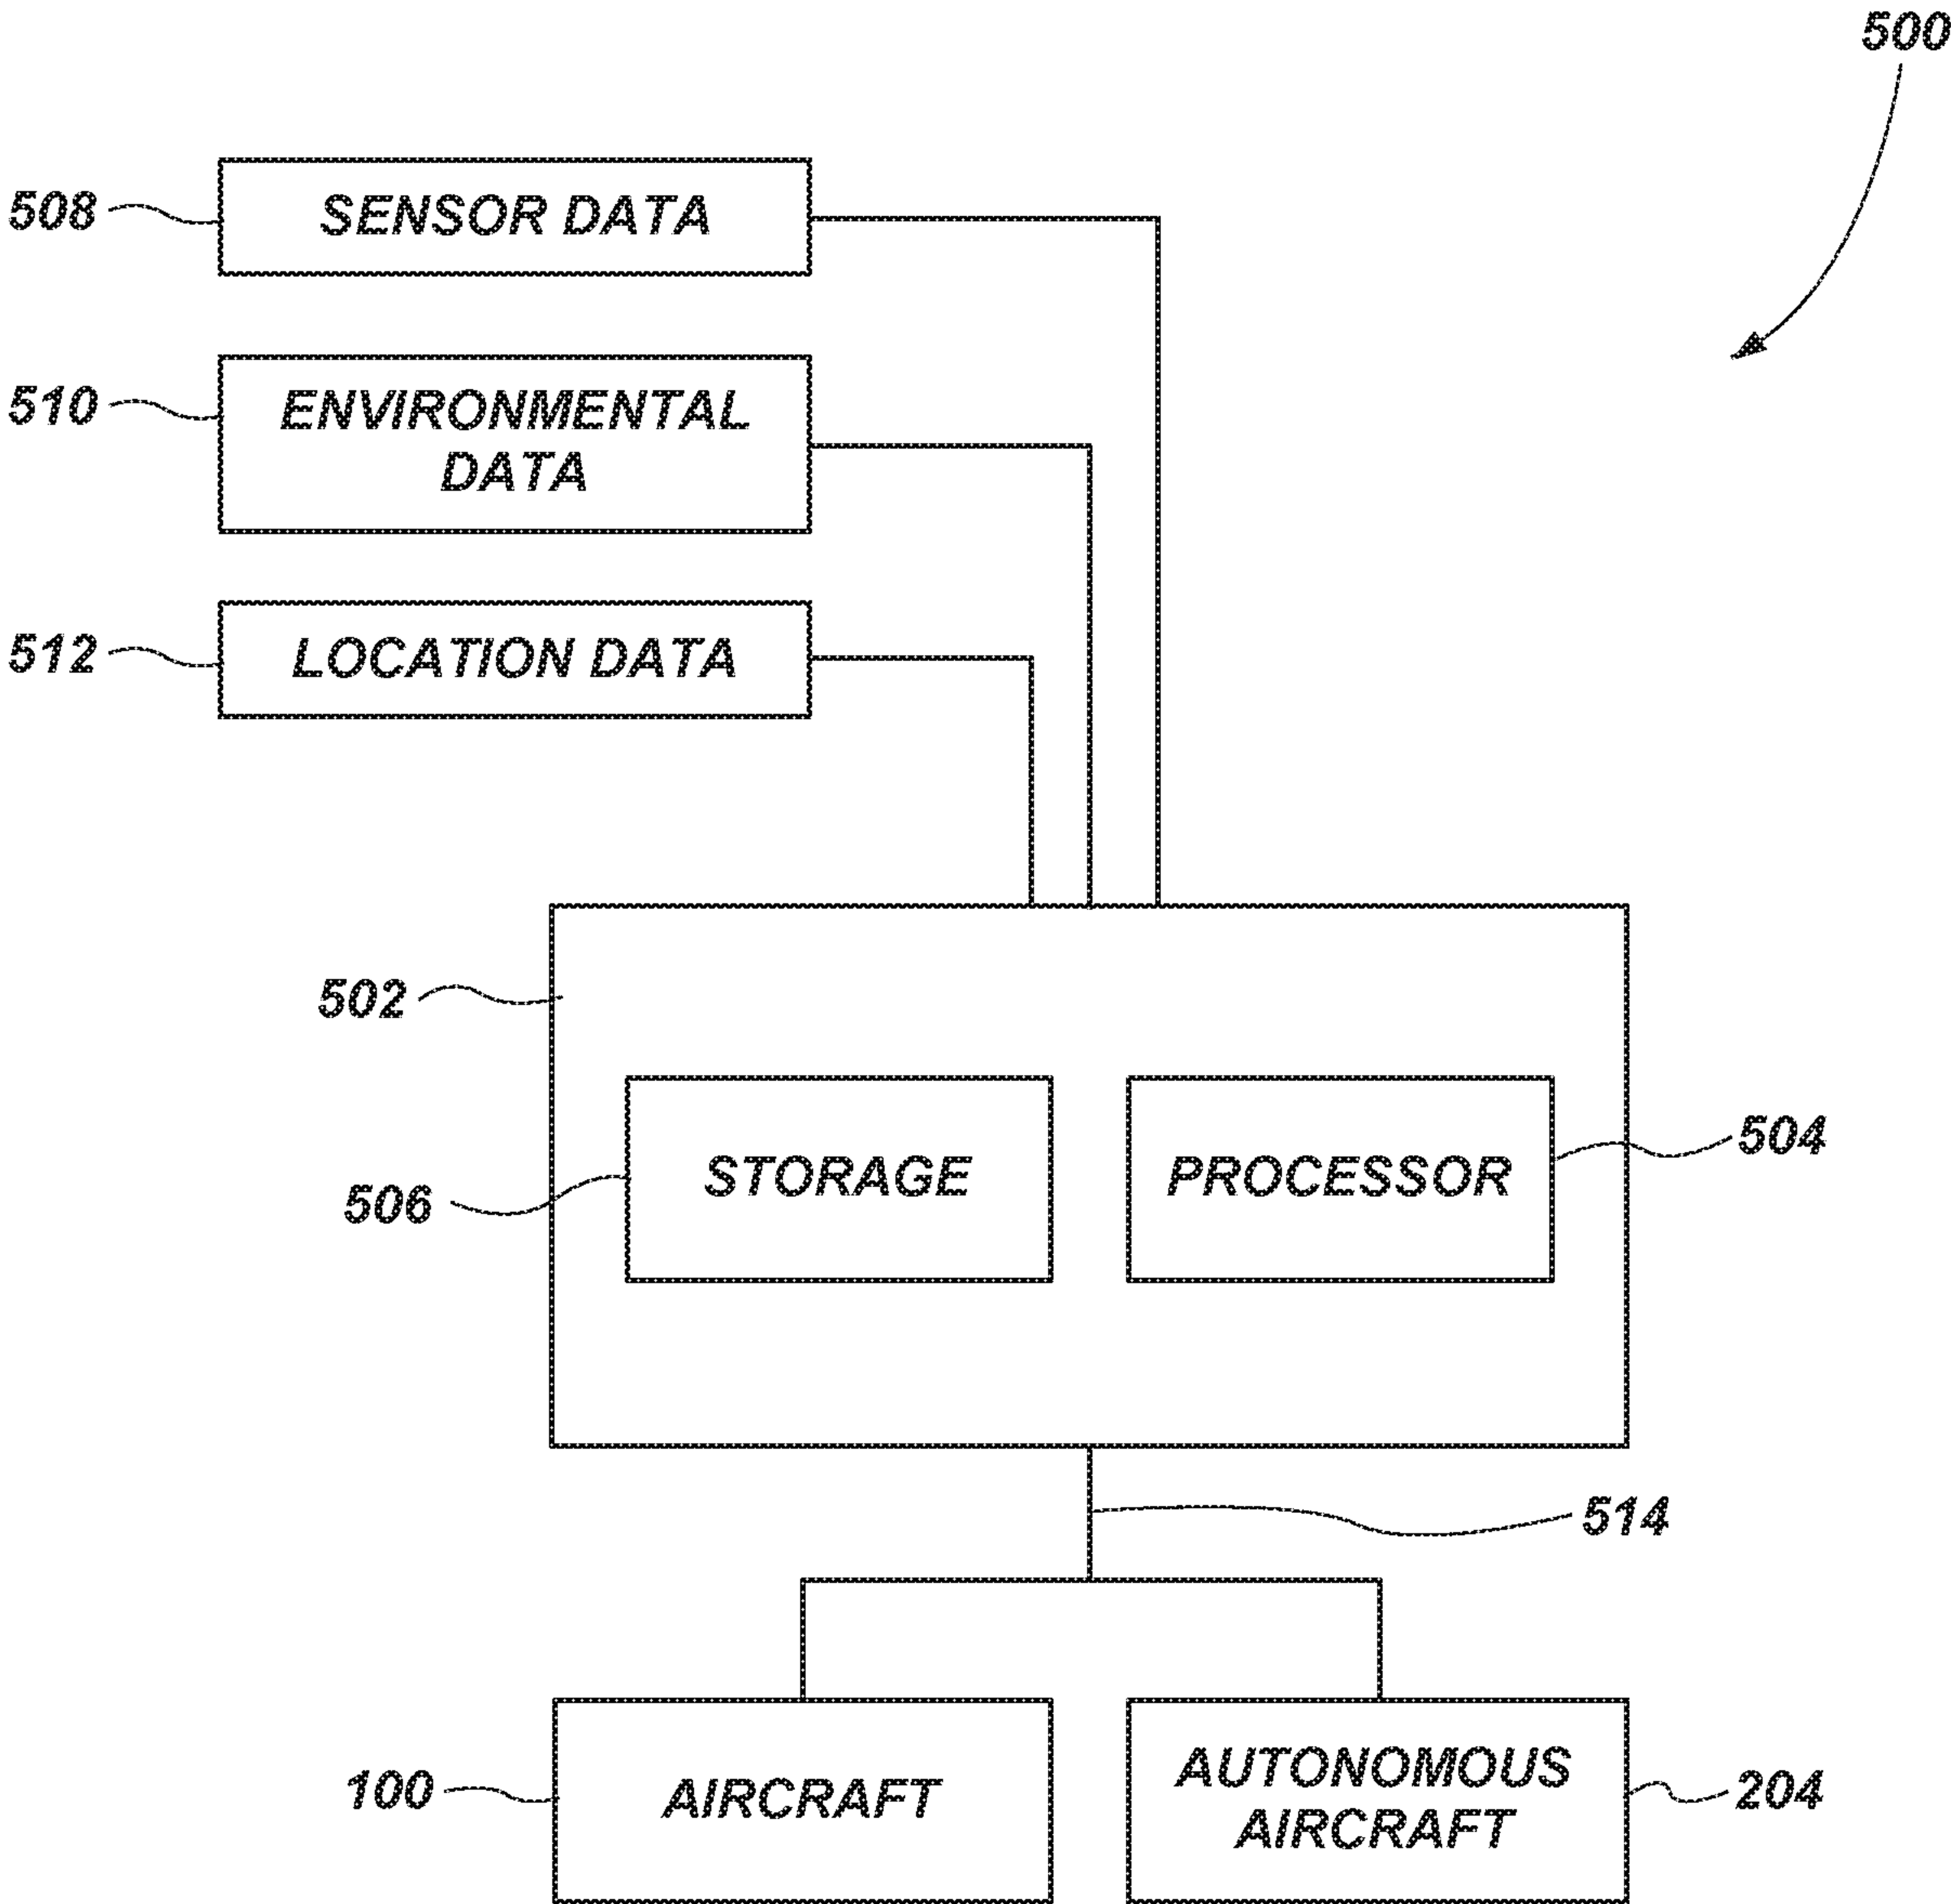 500
508
SENSOR DATA
510
ENVIRONMENTAL
DATA
512
LOCATION DATA
502
504
STORAGE
PROCESSOR
506
514
100
AIRCRAFT
AUTONOMOUS
AIRCRAFT
204